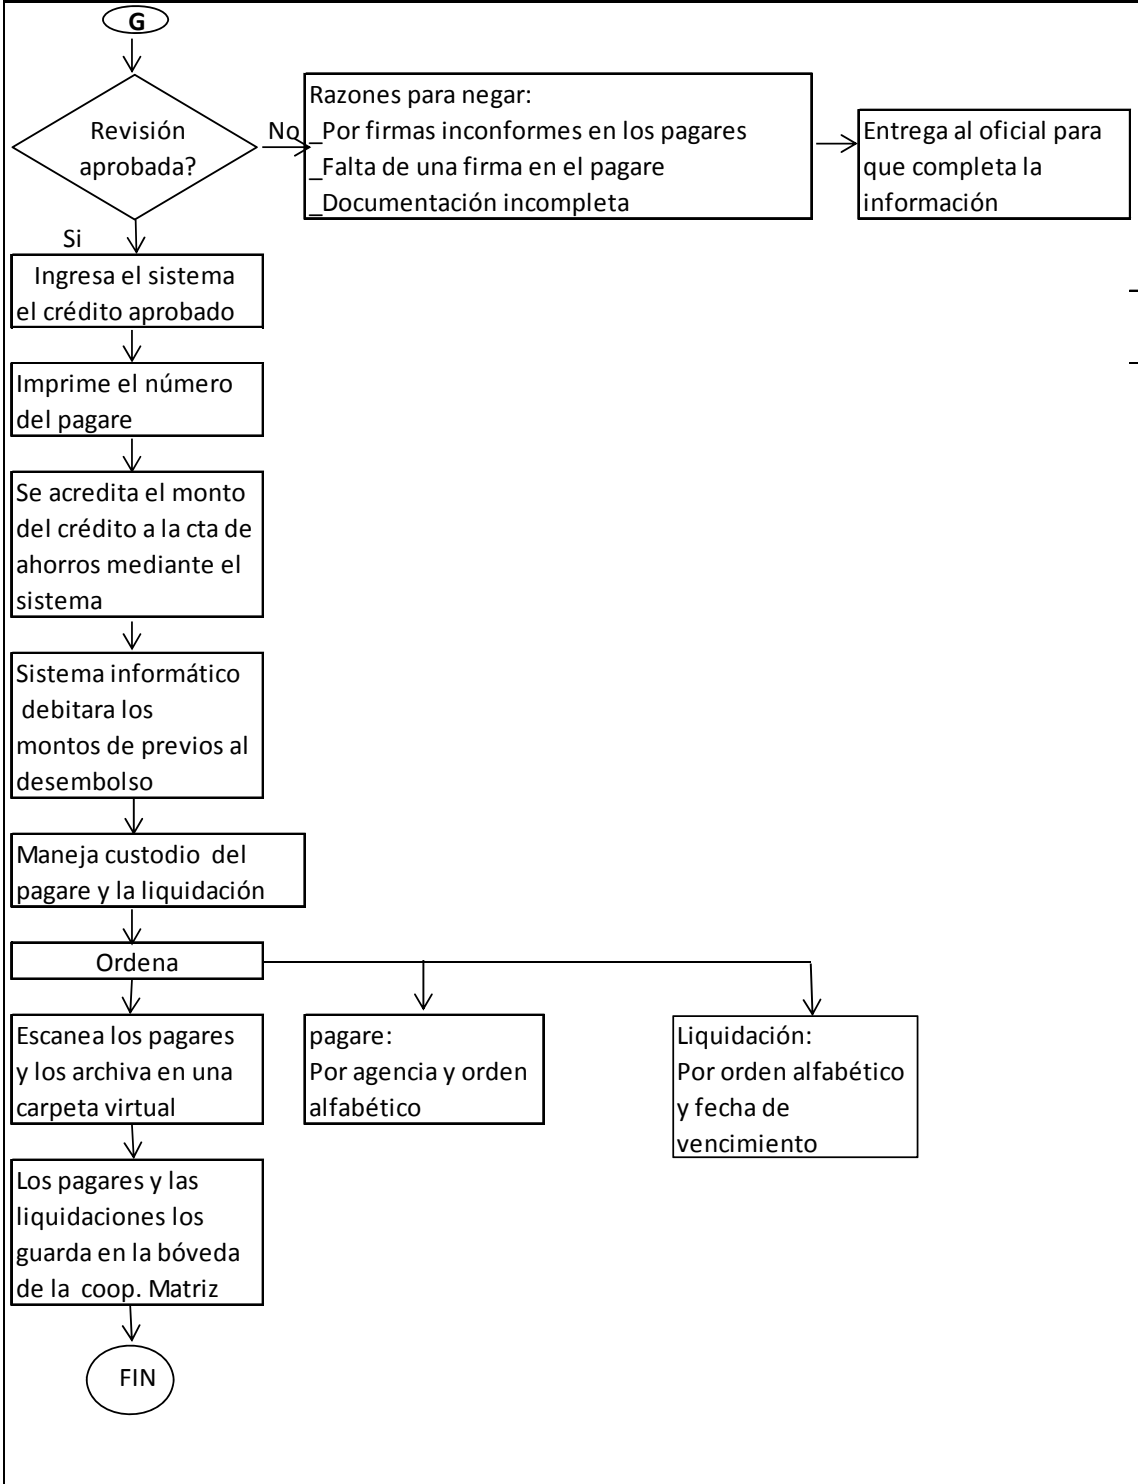 G
Revisión
aprobada?
No
Razones para negar:
_Por firmas inconformes en los pagares
_Falta de una firma en el pagare
_Documentación incompleta
Entrega al oficial para
que completa la
información
Si
Ingresa el sistema
el crédito aprobado
Imprime el número
del pagare
Se acredita el monto
del crédito a la cta de
ahorros mediante el
sistema
Sistema informático
debitara los
montos de previos al
desembolso
Maneja custodio del
pagare y la liquidación
Ordena
Escanea los pagares
y los archiva en una
carpeta virtual
pagare:
Por agencia y orden
alfabético
Liquidación:
Por orden alfabético
y fecha de
vencimiento
Los pagares y las
liquidaciones los
guarda en la bóveda
de la coop. Matriz
FIN